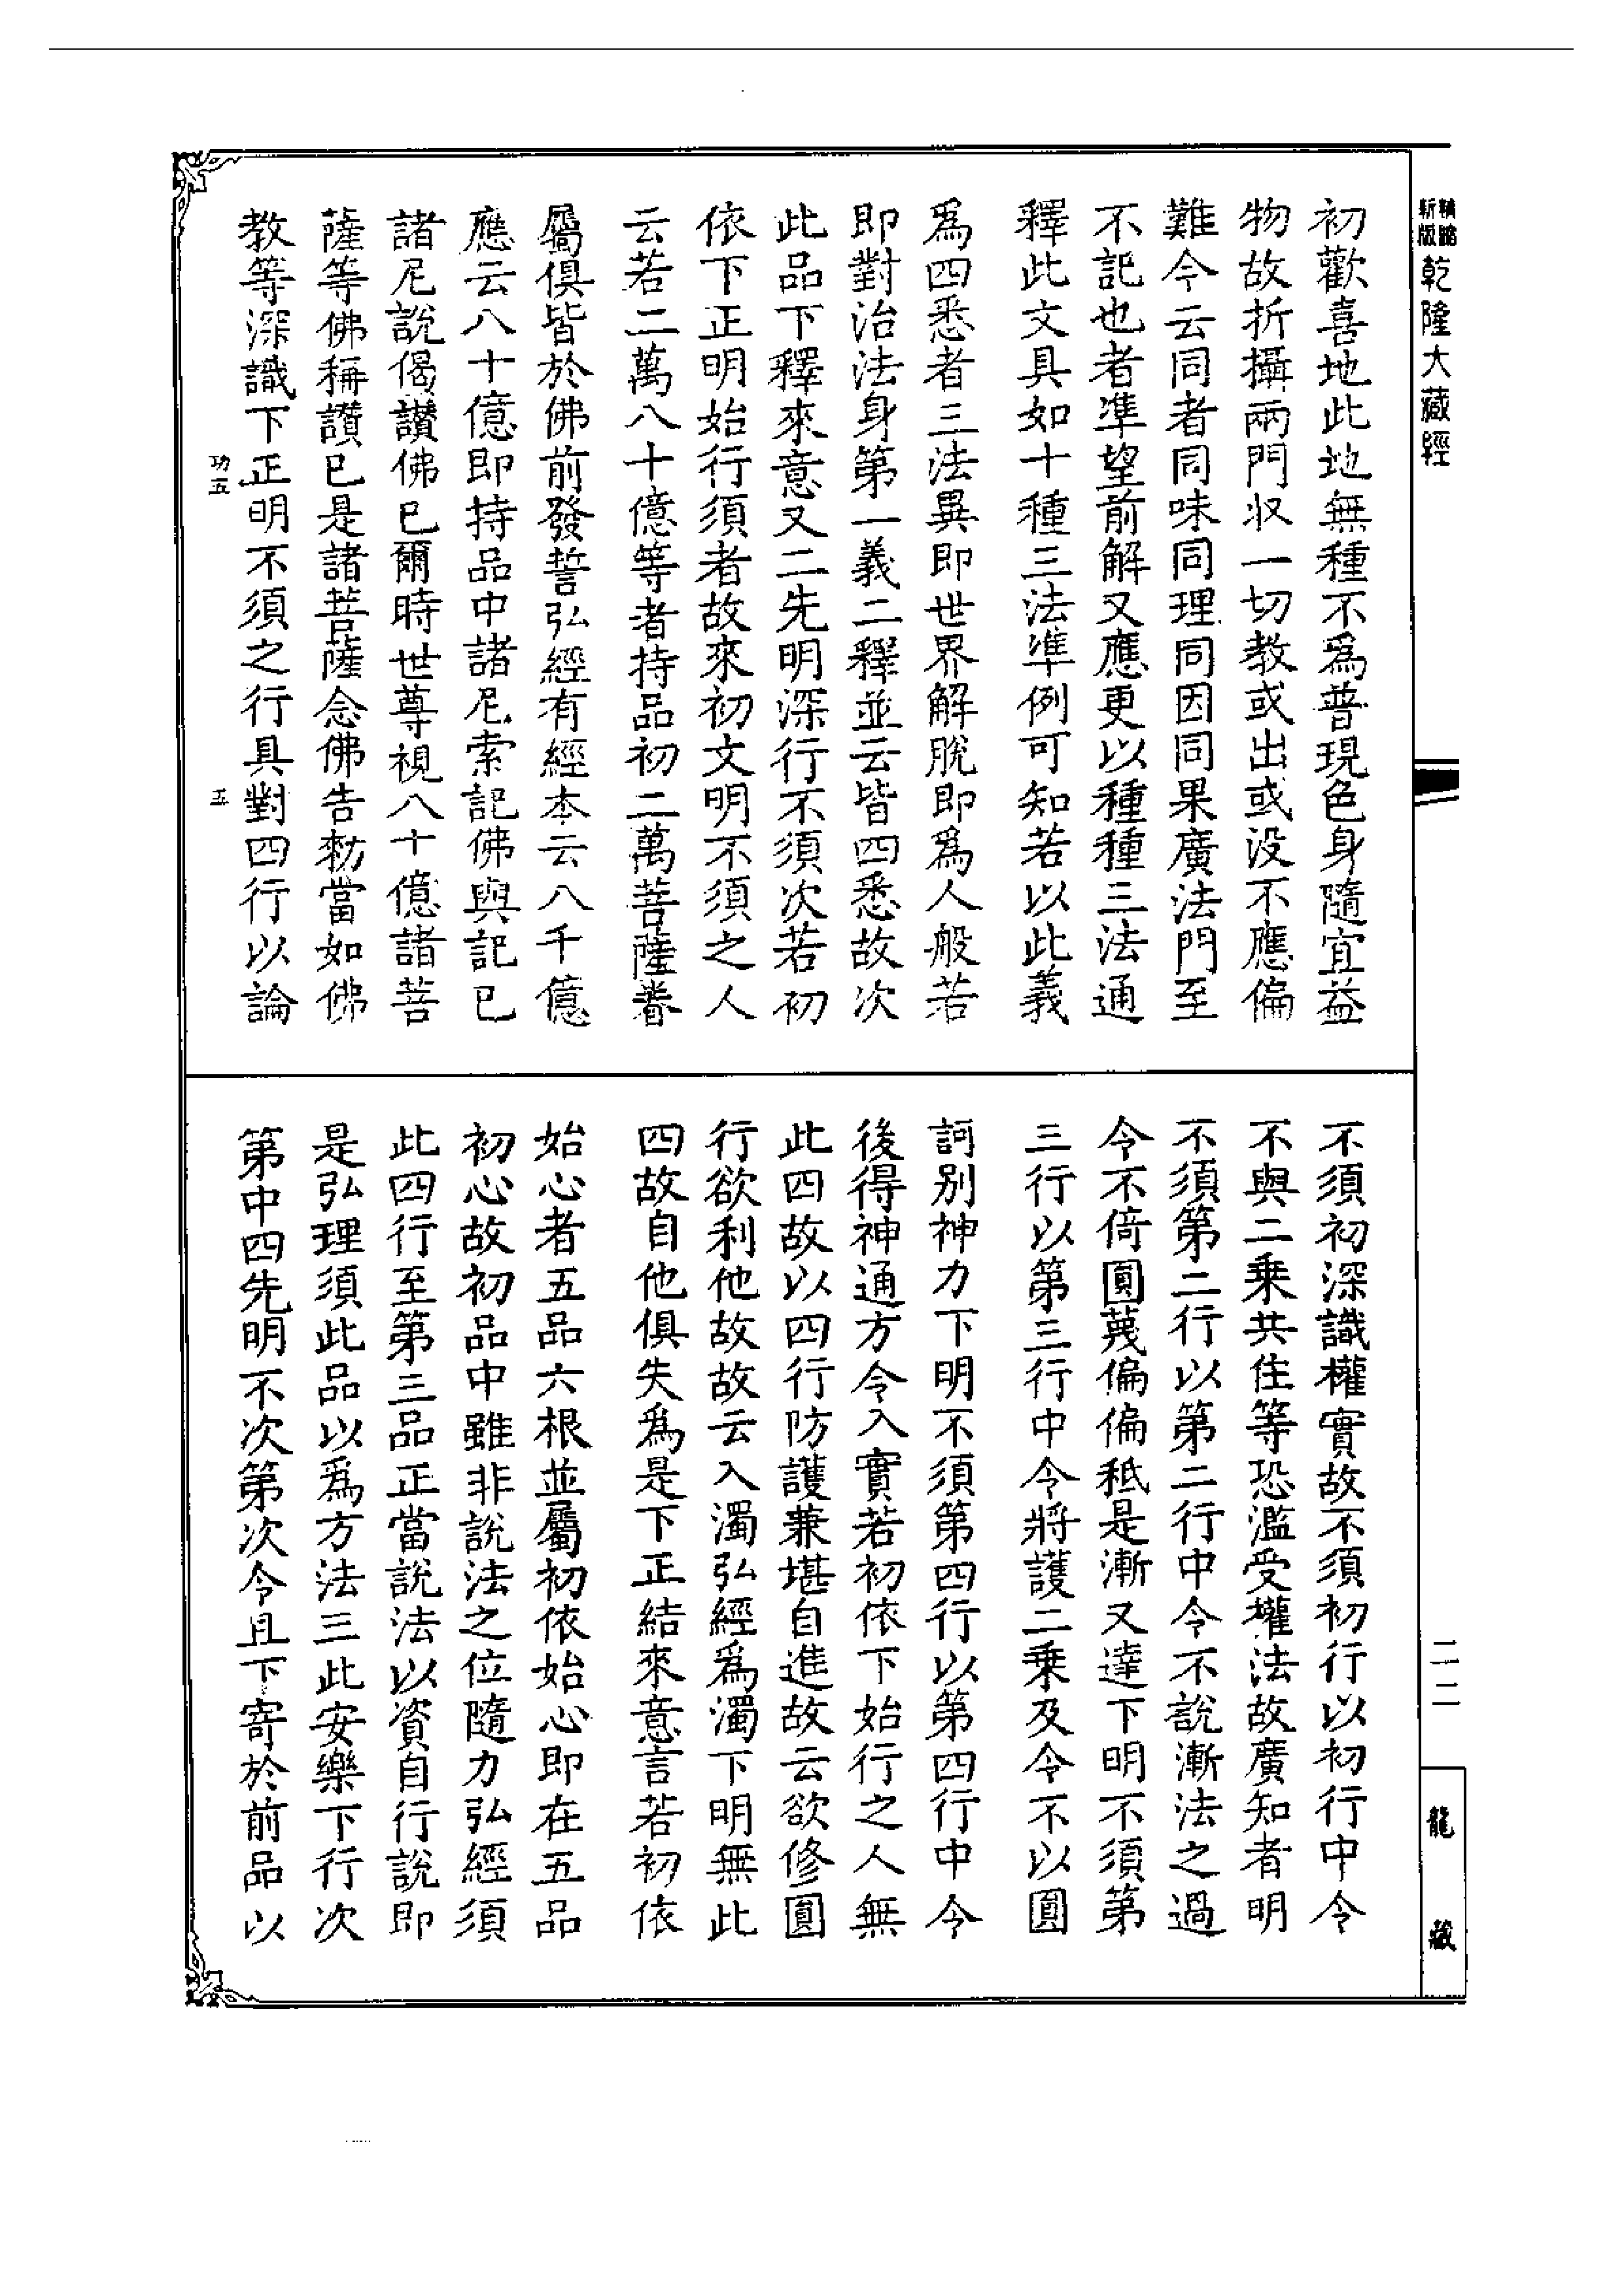 新版
精縮
乾隆大藏經
初歡喜地此地無種不爲普現色身隨宜益
物故折攝兩門收一切教或出或没不應偏
難今云同者同味同理同因同果廣法門至
不記也者準望前解又應更以種種三法通
釋此文具如十種三法準例可知若以此義
爲四悉者三法異即世界解脫即爲人般若
即對治法身第一義二釋並云皆四悉故次
此品下釋來意又二先明深行不須次若初
依下正明始行須者故來初文明不須之人
云若二萬八十億等者持品初二萬菩薩眷
屬俱皆於佛前發誓弘經有經本云八千億
應云八十億即持品中諸尼索記佛與記已
諸尼說偈讃佛已爾時世尊視八十億諸菩
薩等佛稱讃已是諸菩薩念佛告勑當如佛
教等深識下正明不須之行具對四行以論
功五
五
不須初深識權實故不須初行以初行中令
不與二乗共住等恐濫受權法故廣知者明
不須第二行以第二行中令不說漸法之過
令不倚圓蔑偏偏秪是漸又達下明不須第
三行以第三行中令將護二乗及令不以圓
訶別神力下明不須第四行以第四行中令
後得神通方令入實若初依下始行之人無
此四故以四行防護兼堪自進故云欲修圓
行欲利他故故云入濁弘經爲濁下明無此
四故自他俱失爲是下正結來意言若初依
始心者五品六根並屬初依始心即在五品
初心故初品中雖非說法之位隨力弘經須
此四行至第三品正當說法以資自行說即
是弘理須此品以爲方法三此安樂下行次
第中四先明不次第次令且下寄於前品以
二二
龍藏